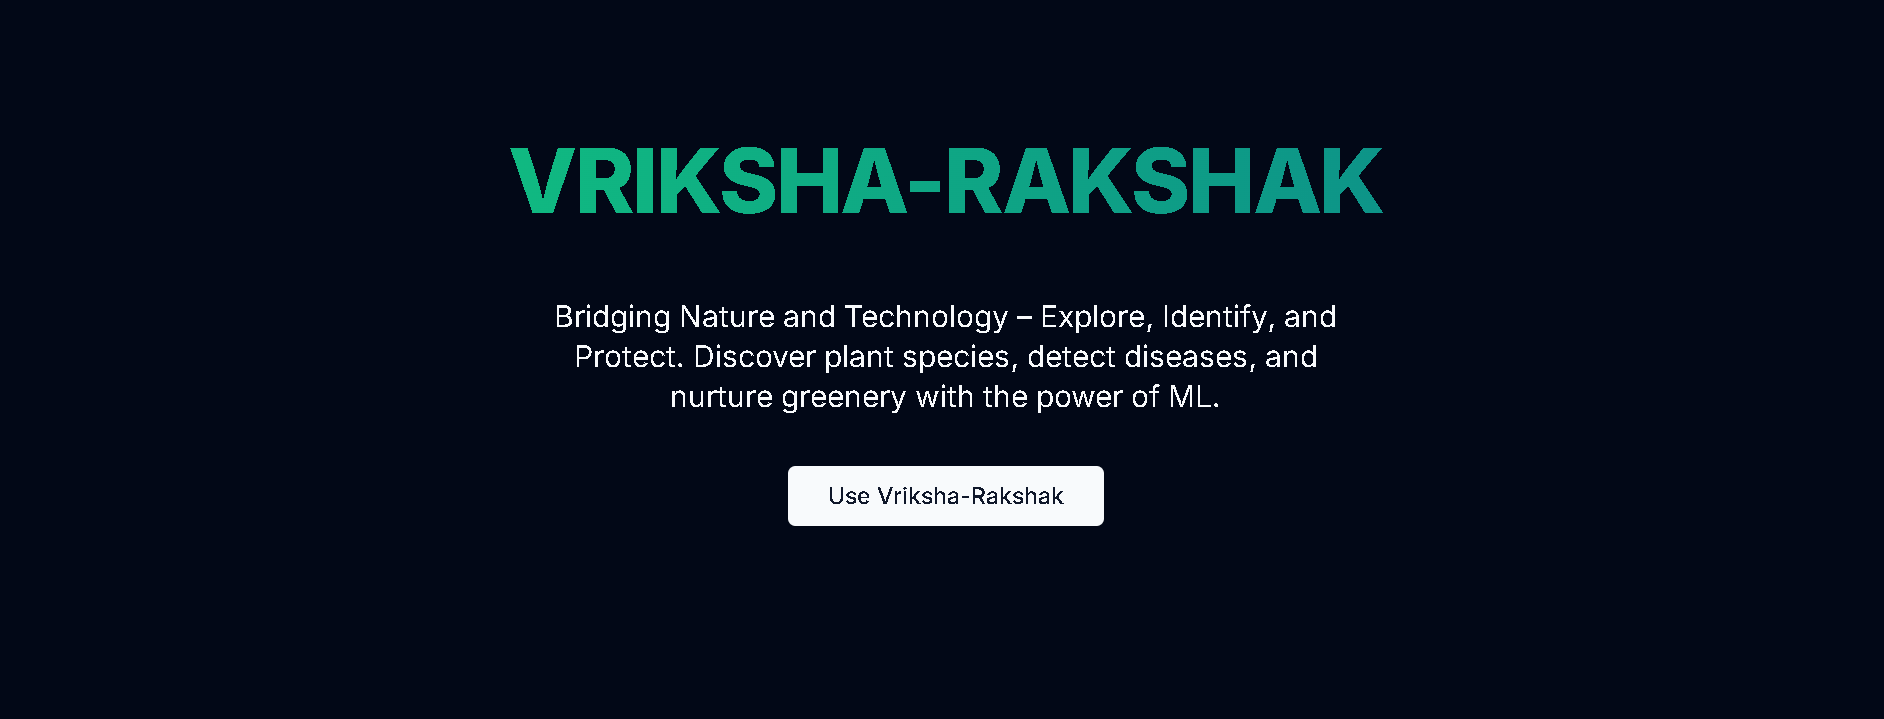 VRIKSHA-RAKSHAK
Bridging Nature and Technology – Explore, Identify, and
Protect. Discover plant species, detect diseases, and
nurture greenery with the power of ML.
Use Vriksha-Rakshak